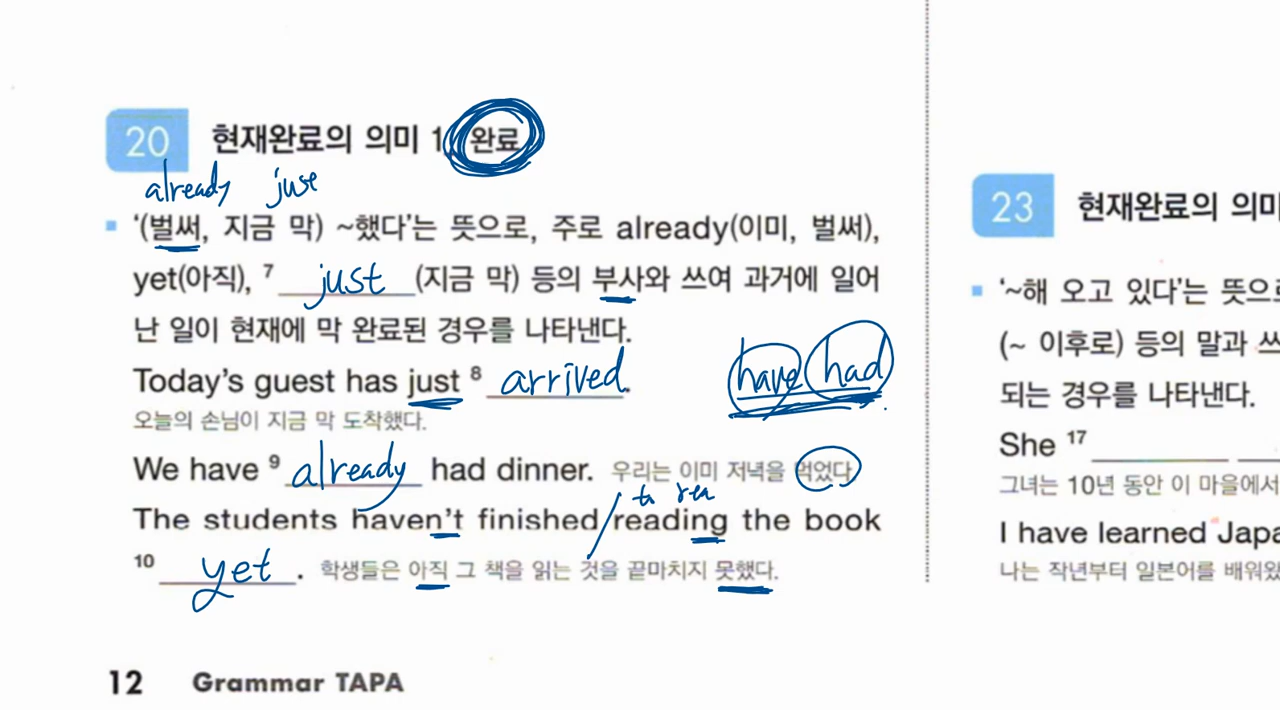 20 현재완료의 의미 1 완료
already just
▪ '(벌써, 지금 막) ~했다'는 뜻으로, 주로 already(이미, 벌써),
yet(아직), 7 just (지금 막) 등의 부사와 쓰여 과거에 일어
난 일이 현재에 막 완료된 경우를 나타낸다.
Today's guest has just 8 arrived.
오늘의 손님이 지금 막 도착했다.
have had
We have 9 already had dinner. 우리는 이미 저녁을 먹었다
to rea
The students haven't finished reading the book
10 yet. 학생들은 아직 그 책을 읽는 것을 끝마치지 못했다.
12 Grammar TAPA
23 현재완료의 의미
▪ '~해 오고 있다'는 뜻으로
(~ 이후로) 등의 말과
되는 경우를 나타낸다.
She 17
그녀는 10년 동안 이 마을에서
I have learned Japa
나는 작년부터 일본어를 배워왔